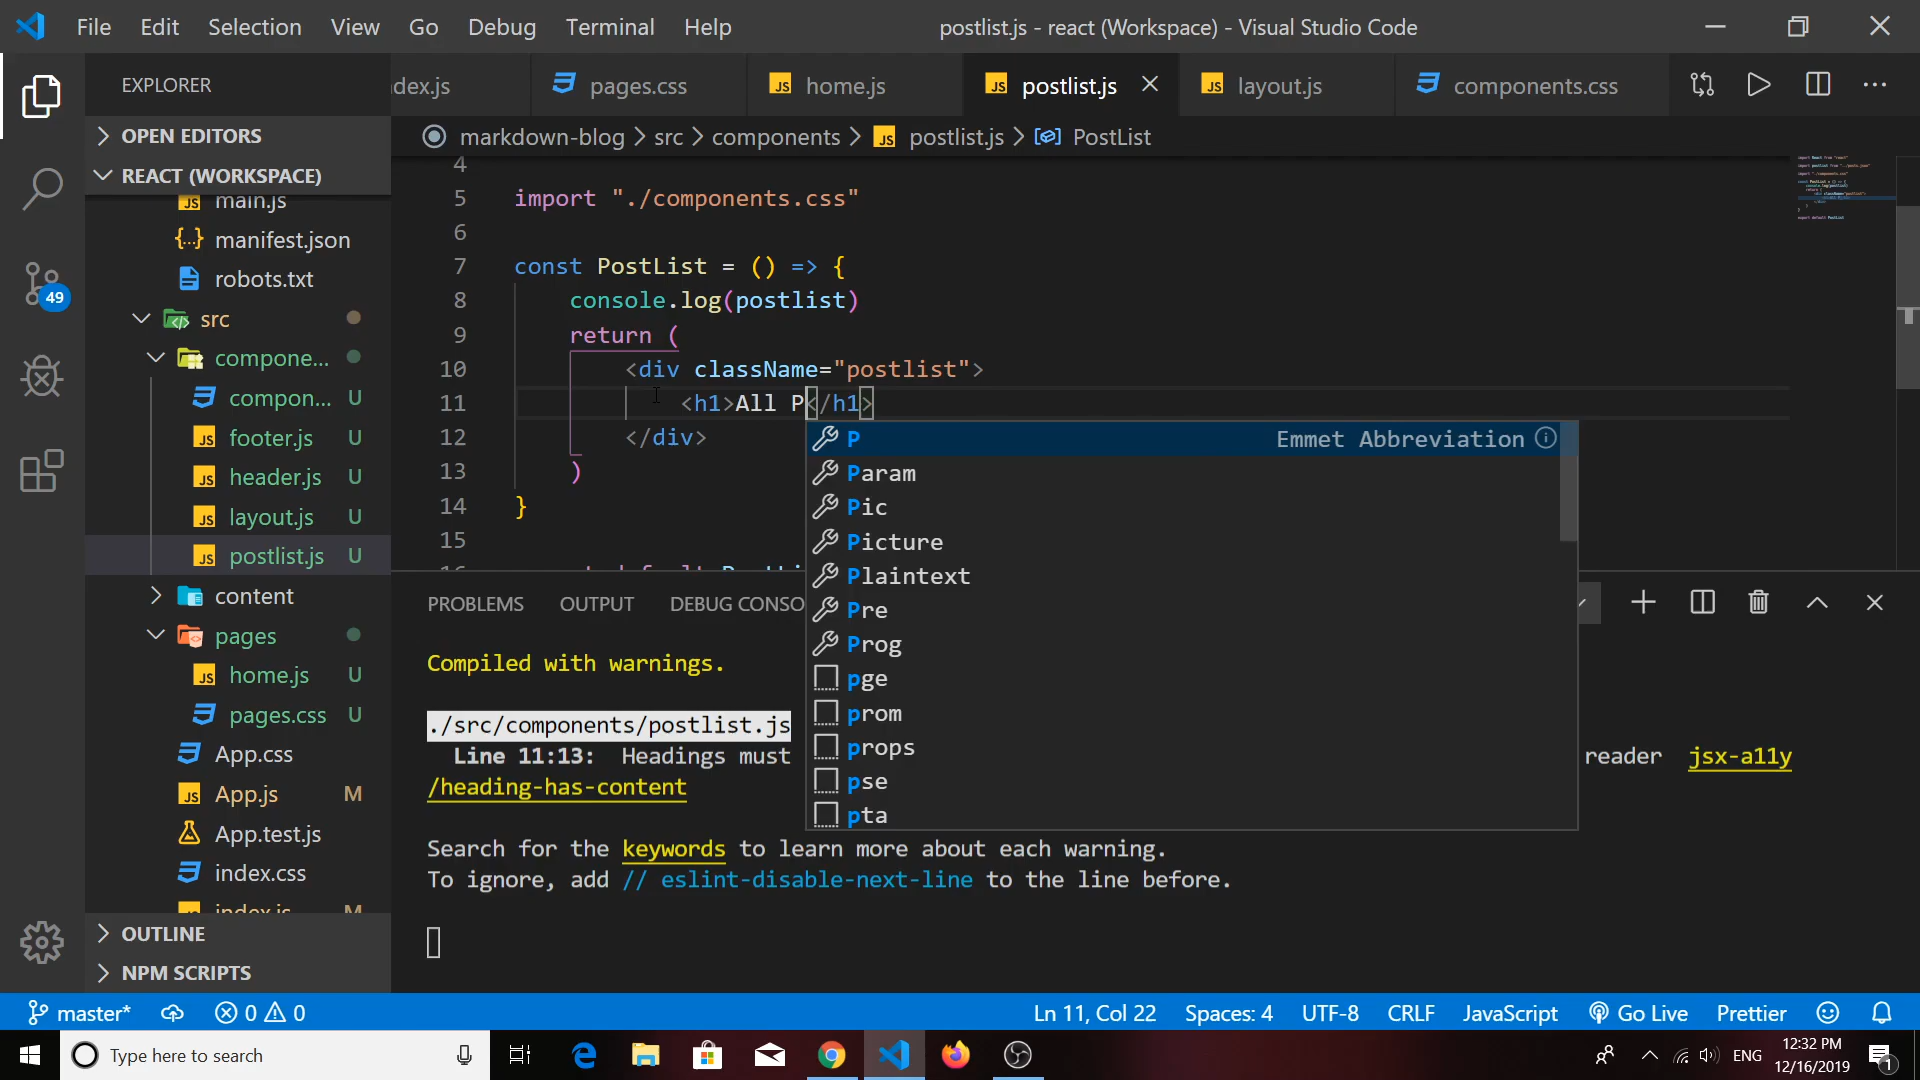 File Edit Selection View Go Debug Terminal Help
postlist.js - react (Workspace) - Visual Studio Code
EXPLORER
OPEN EDITORS
REACT (WORKSPACE)
main.js
manifest.json
robots.txt
src
compone...
compon... U
footer.js U
header.js U
layout.js U
postlist.js U
content
pages
home.js U
pages.css U
App.css
App.js M
App.test.js
index.css
index.js M
OUTLINE
NPM SCRIPTS
49
dex.js pages.css home.js postlist.js layout.js components.css
markdown-blog > src > components > postlist.js > PostList
4
5 import "./components.css"
6
7 const PostList = () => {
8 console.log(postlist)
9 return (
10 <div className="postlist">
11 <h1>All P</h1>
12 </div>
13 )
14 }
15
P Emmet Abbreviation
Param
Pic
Picture
Plaintext
Pre
Prog
pge
prom
props
pse
pta
PROBLEMS OUTPUT DEBUG CONSO
Compiled with warnings.
./src/components/postlist.js
Line 11:13: Headings must reader jsx-a11y
/heading-has-content
Search for the keywords to learn more about each warning.
To ignore, add // eslint-disable-next-line to the line before.
master* 0 0 Ln 11, Col 22 Spaces: 4 UTF-8 CRLF JavaScript Go Live Prettier
Type here to search
ENG
12:32 PM
12/16/2019
1